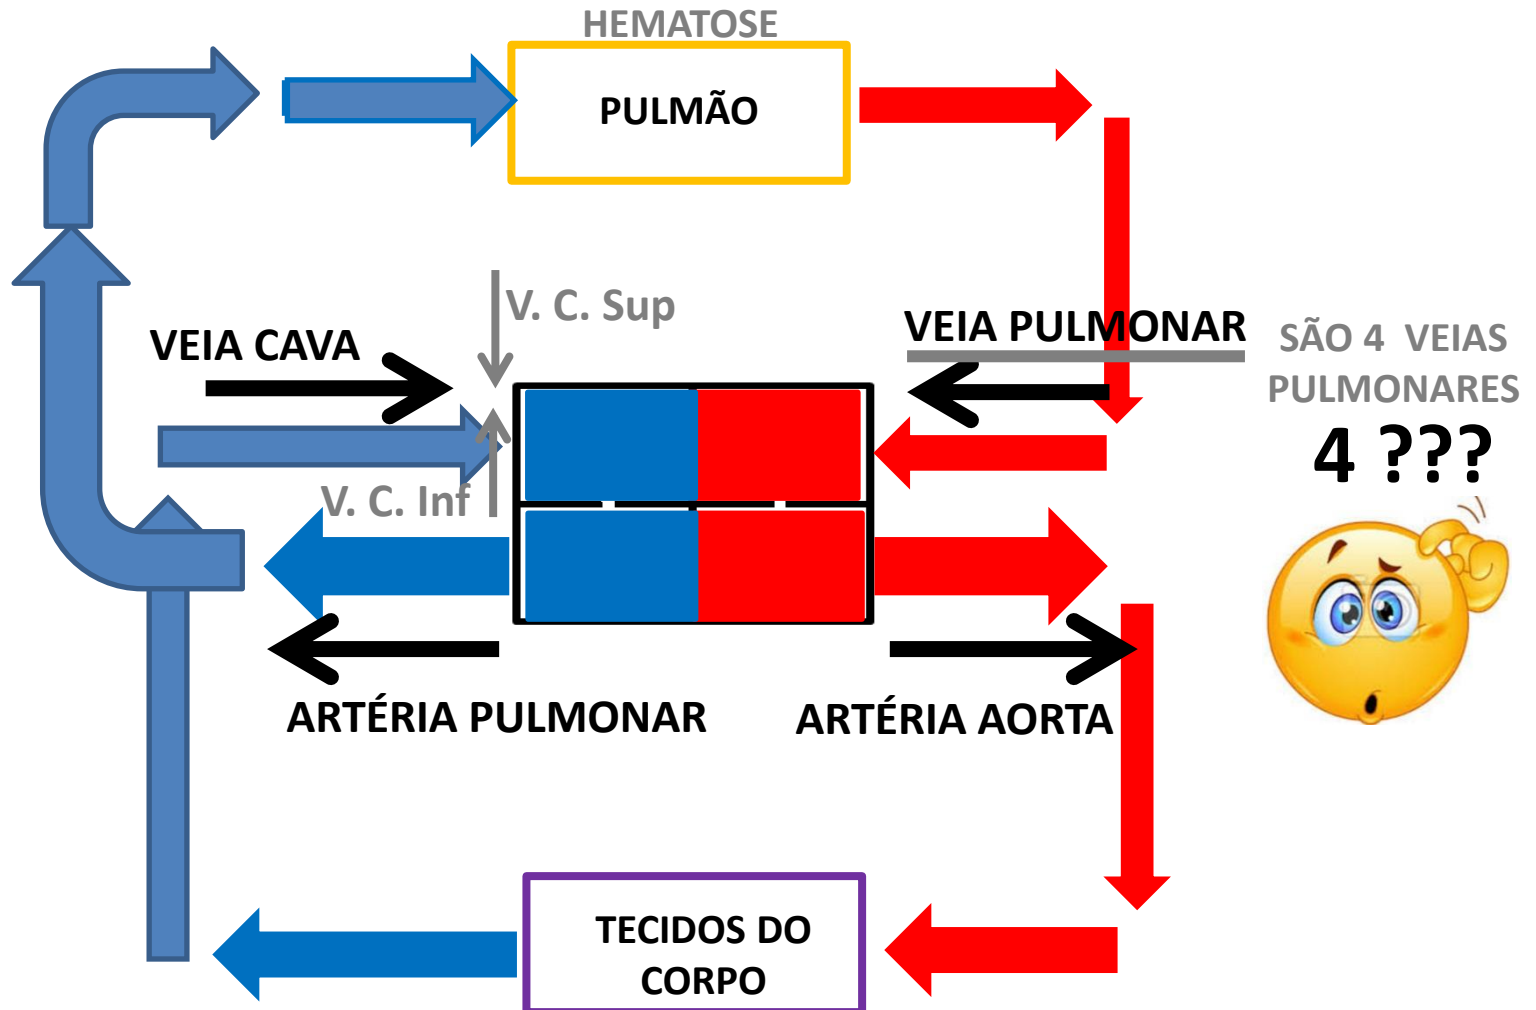 HEMATOSE
PULMÃO
V. C. Sup
VEIA CAVA
VEIA PULMONAR
SÃO 4 VEIAS
PULMONARES
4 ???
V. C. Inf
ARTÉRIA PULMONAR
ARTÉRIA AORTA
TECIDOS DO
CORPO